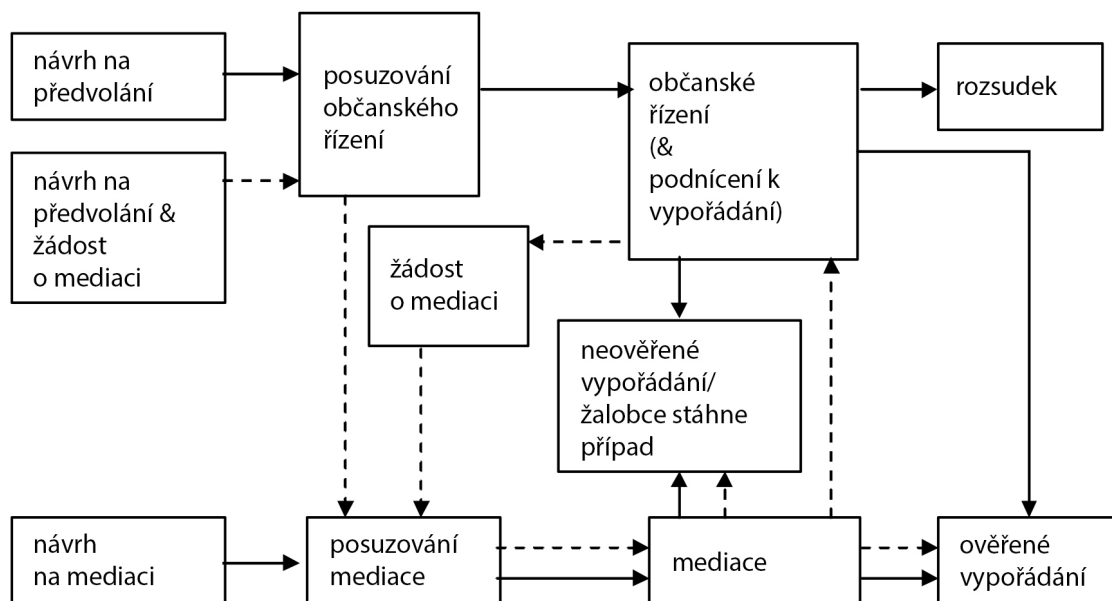 návrh na
předvolání
posuzování
občanského
řízení
občanské
řízení
(&
podnícení k
vypořádání)
rozsudek
návrh na
předvolání &
žádost
o mediaci
žádost
o mediaci
neověřené
vypořádání/
žalobce stáhne
případ
návrh
na mediaci
posuzování
mediace
mediace
ověřené
vypořádání